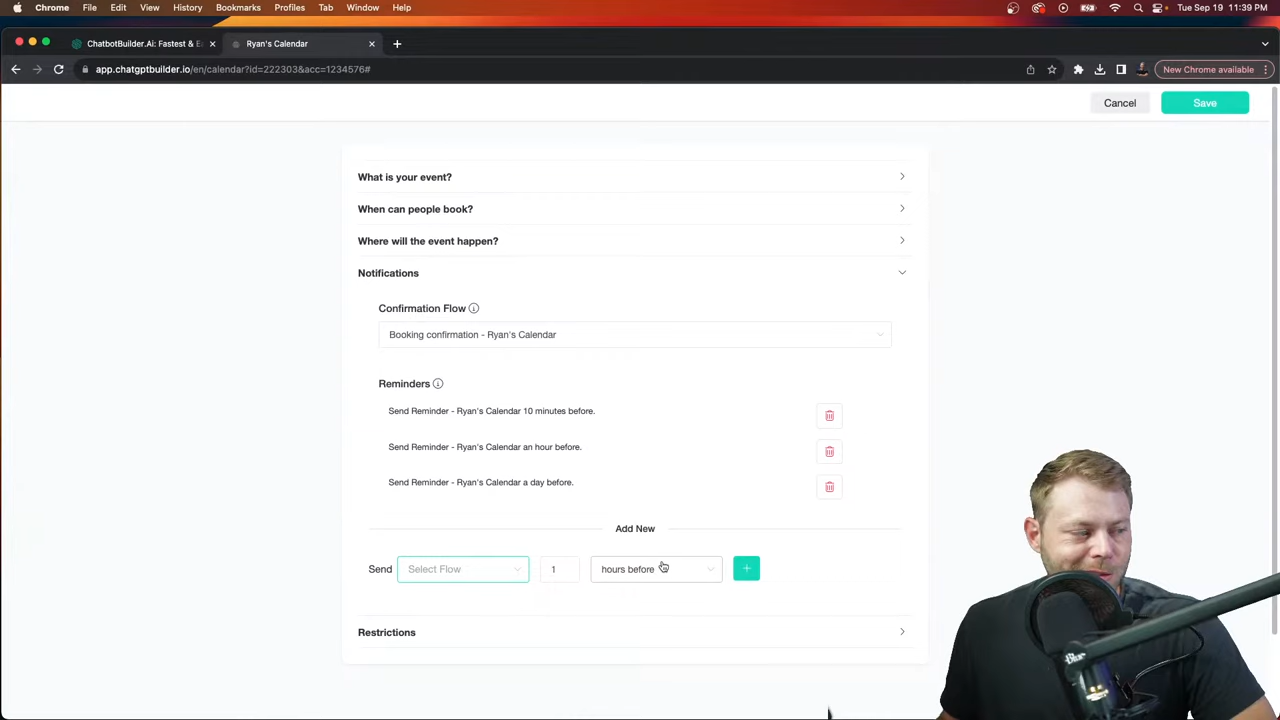 Chrome File Edit View History Bookmarks Profiles Tab Window Help Tue Sep 19 11:39 PM
ChatbotBuilder.Ai: Fastest & E Ryan's Calendar
app.chatgptbuilder.io/en/calendar?id=222303&acc=1234576# New Chrome available
Cancel Save
What is your event?
When can people book?
Where will the event happen?
Notifications
Confirmation Flow
Booking confirmation - Ryan's Calendar
Reminders
Send Reminder - Ryan's Calendar 10 minutes before.
Send Reminder - Ryan's Calendar an hour before.
Send Reminder - Ryan's Calendar a day before.
Add New
Send Select Flow 1 hours before +
Restrictions
Blue